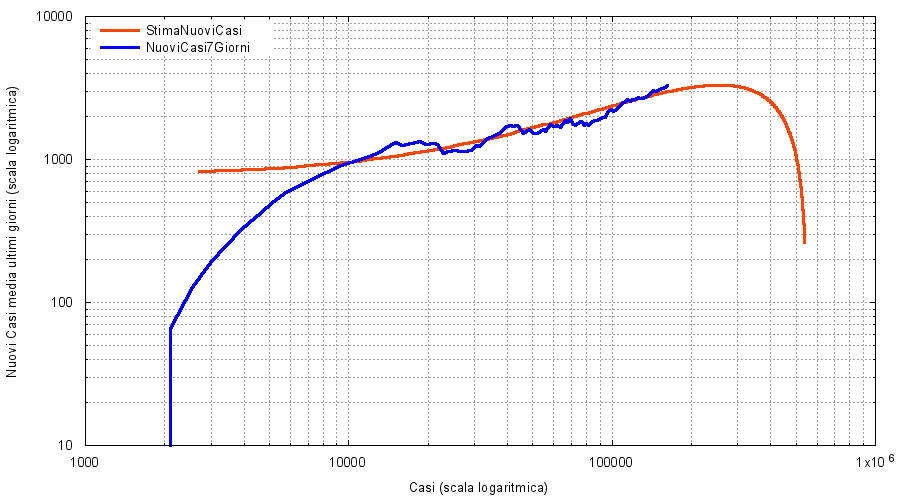 10000
1000
100
10
StimaNuoviCasi
NuoviCasi7Giorni
Nuovi Casi media ultimi giorni (scala logaritmica)
1000
10000
100000
1x10 6
Casi (scala logaritmica)